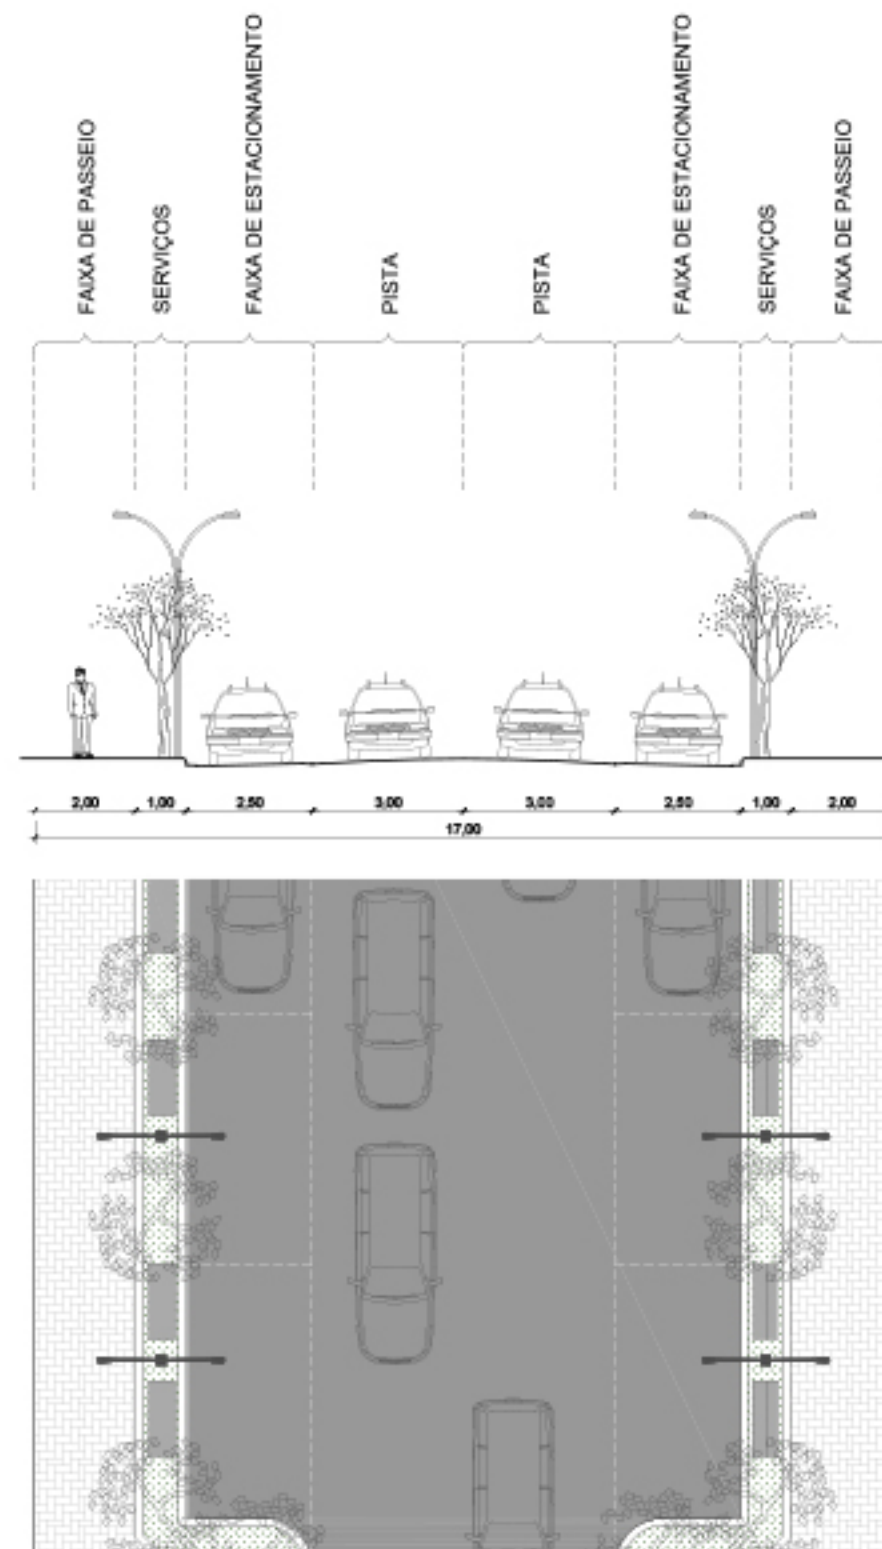 FAIXA DE PASSEIO
SERVIÇOS
FAIXA DE ESTACIONAMENTO
PISTA
PISTA
FAIXA DE ESTACIONAMENTO
SERVIÇOS
FAIXA DE PASSEIO
2,00 1,00 2,50 3,00 3,00 2,50 1,00 2,00
17,00